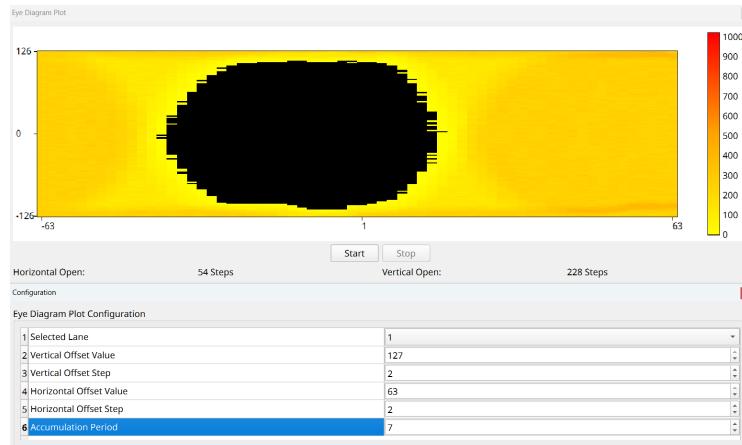 Eye Diagram Plot
126
0
-126
-63
1
63
1000
900
800
700
600
500
400
300
200
100
0
Start Stop
Horizontal Open: 54 Steps Vertical Open: 228 Steps
Configuration
Eye Diagram Plot Configuration
1 Selected Lane 1
2 Vertical Offset Value 127
3 Vertical Offset Step 2
4 Horizontal Offset Value 63
5 Horizontal Offset Step 2
6 Accumulation Period 7